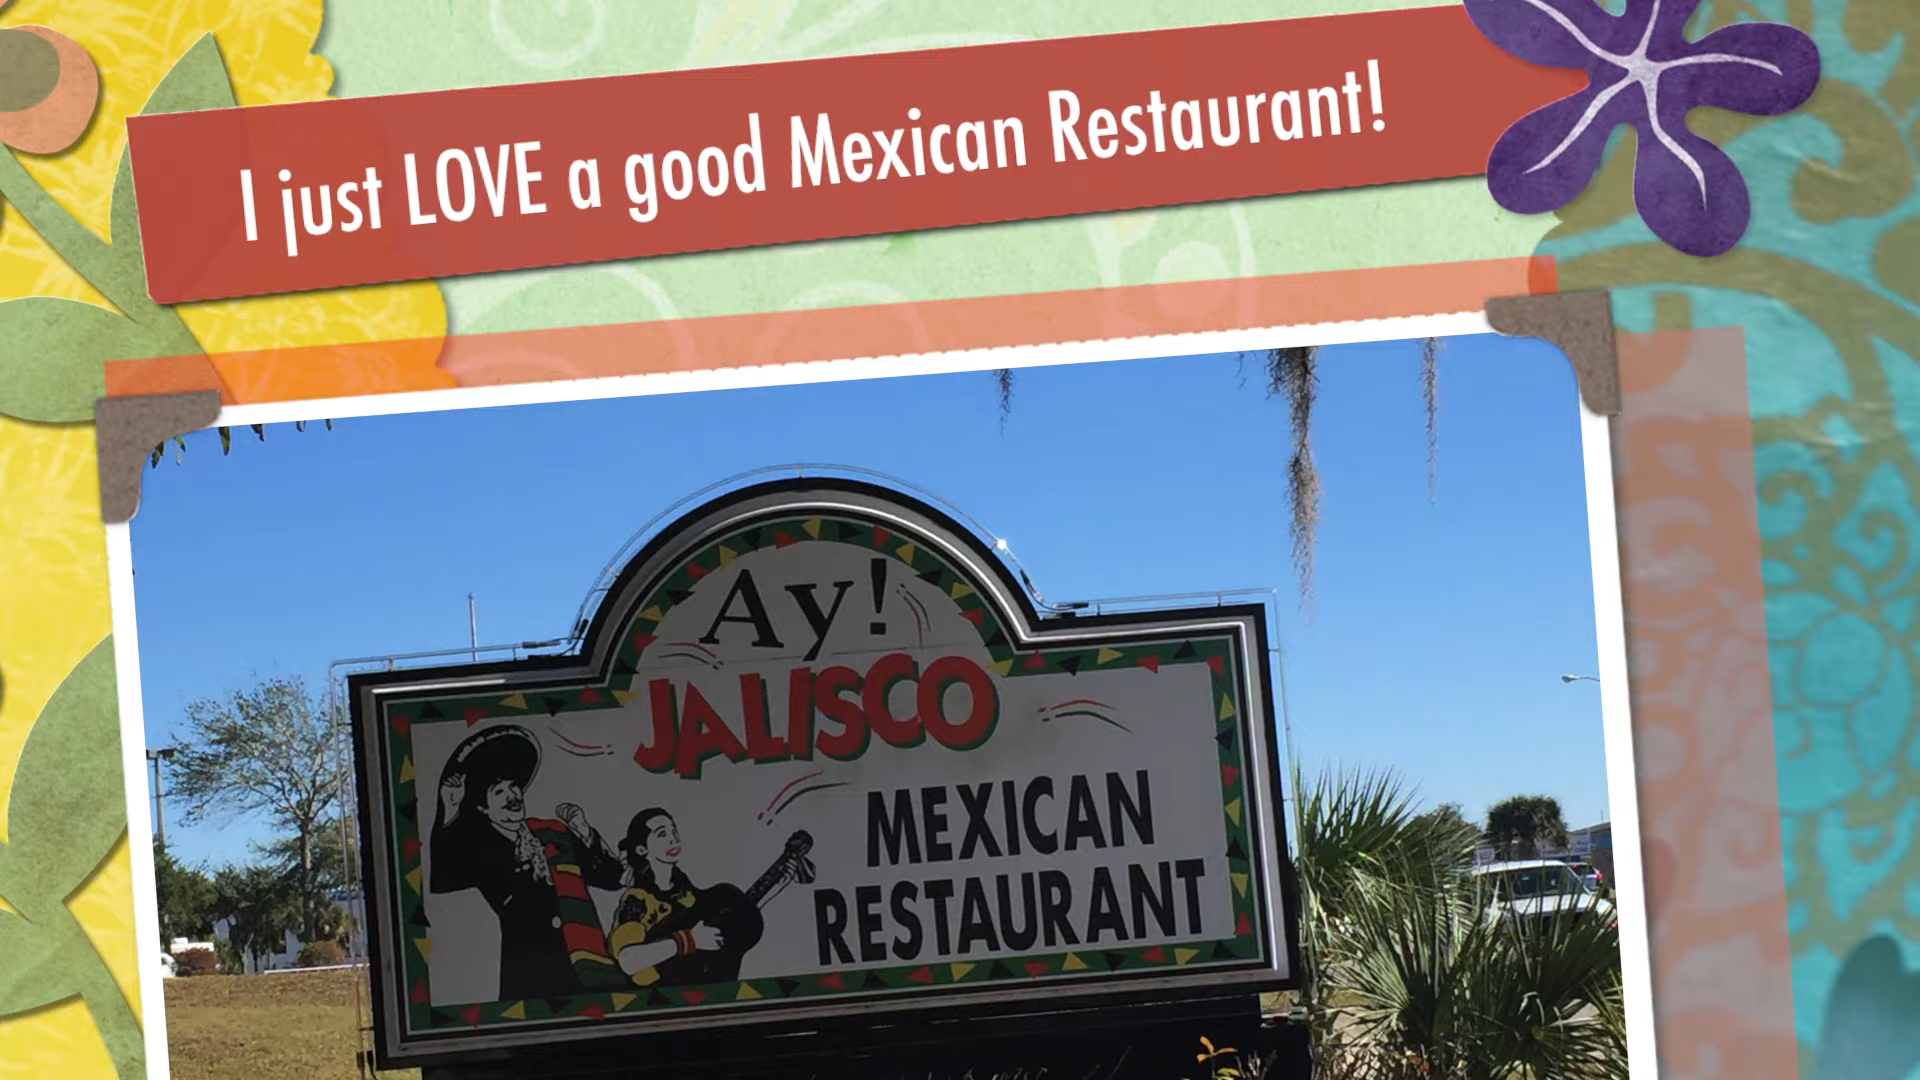 I just LOVE a good Mexican Restaurant!
Ay!
JALISCO
MEXICAN
RESTAURANT